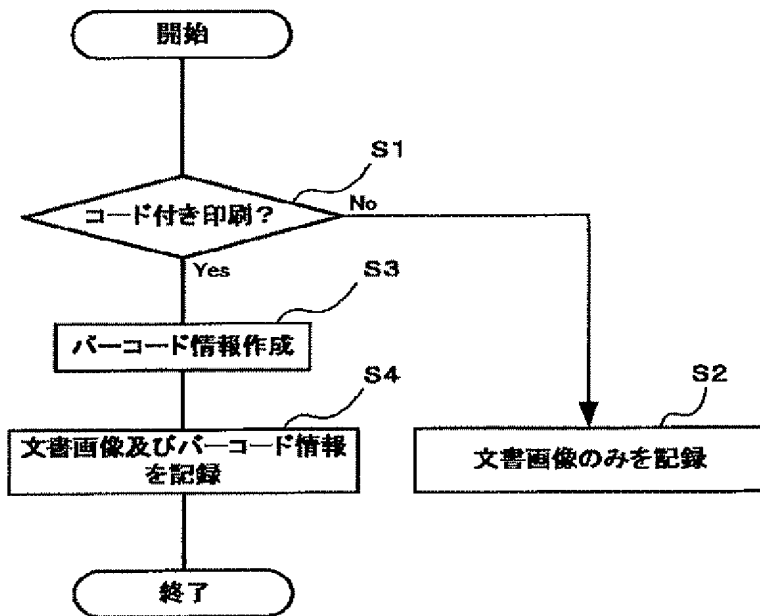 開始
S1
コード付き印刷？
No
Yes
S3
バーコード情報作成
S4
文書画像及びバーコード情報
を記録
S2
文書画像のみを記録
終了